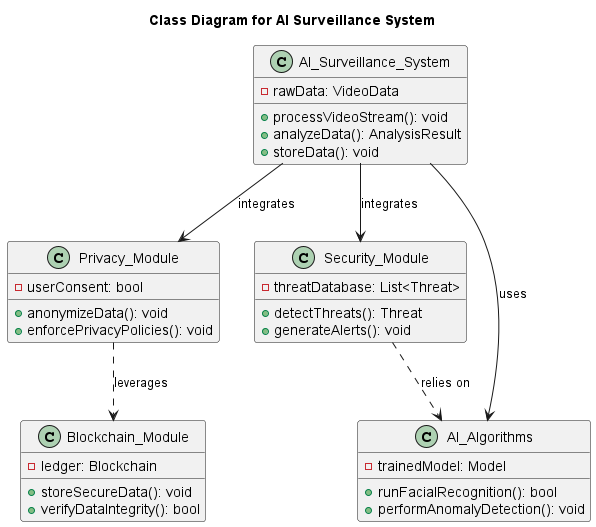 Class Diagram for AI Surveillance System
C AI_Surveillance_System
rawData: VideoData
processVideoStream(): void
analyzeData(): AnalysisResult
storeData(): void
integrates
integrates
uses
C Privacy_Module
userConsent: bool
anonymizeData(): void
enforcePrivacyPolicies(): void
C Security_Module
threatDatabase: List<Threat>
detectThreats(): Threat
generateAlerts(): void
leverages
relies on
C Blockchain_Module
ledger: Blockchain
storeSecureData(): void
verifyDataIntegrity(): bool
C AI_Algorithms
trainedModel: Model
runFacialRecognition(): bool
performAnomalyDetection(): void